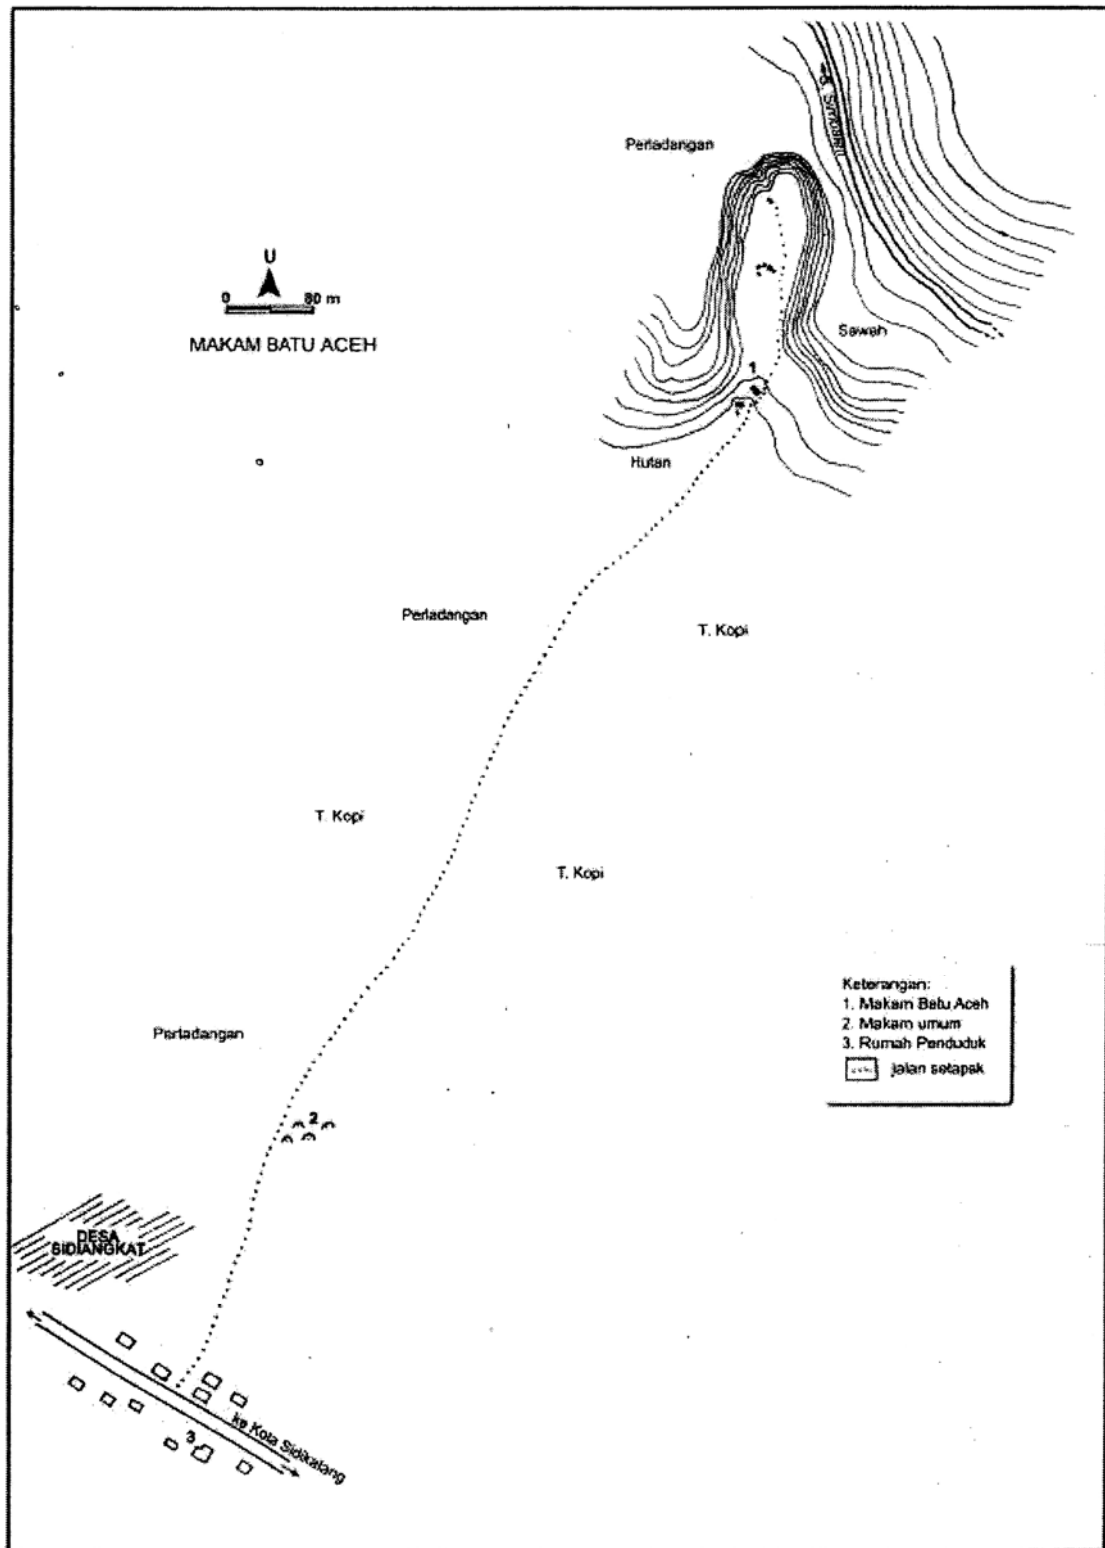 Perladangan
U
0 80 m
MAKAM BATU ACEH
Sawah
1
Hutan
Perladangan
T. Kopi
T. Kopi
T. Kopi
Perladangan
2
DESA
SIDIANGKAT
3
ke Kota Sidikalang
Keterangan:
1. Makam Batu Aceh
2. Makam umum
3. Rumah Penduduk
jalan setapak